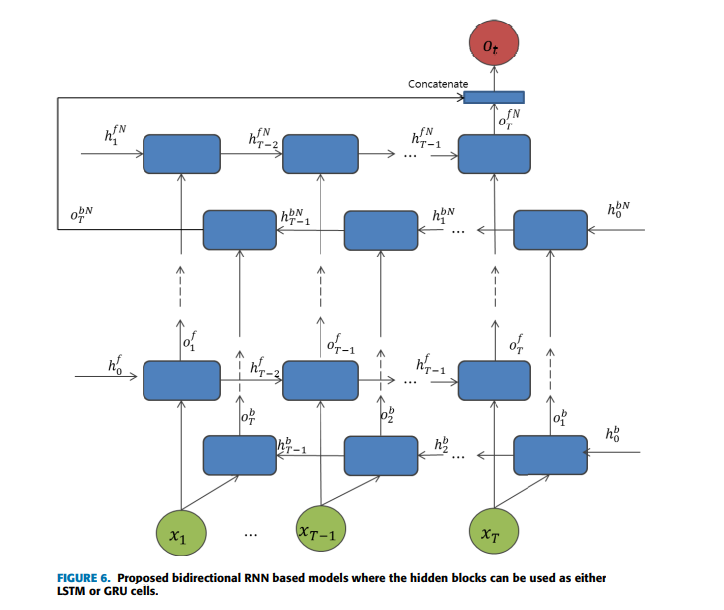 O_t
Concatenate
o_T^{fN}
h_1^{fN}
h_{T-2}^{fN}
h_{T-1}^{fN}
...
o_T^{bN}
h_{T-1}^{bN}
h_1^{bN}
...
h_0^{bN}
o_1^f
o_{T-1}^f
o_T^f
h_0^f
h_{T-2}^f
h_{T-1}^f
...
o_T^b
o_2^b
o_1^b
h_{T-1}^b
h_2^b
...
h_0^b
x_1
...
x_{T-1}
x_T
FIGURE 6. Proposed bidirectional RNN based models where the hidden blocks can be used as either
LSTM or GRU cells.